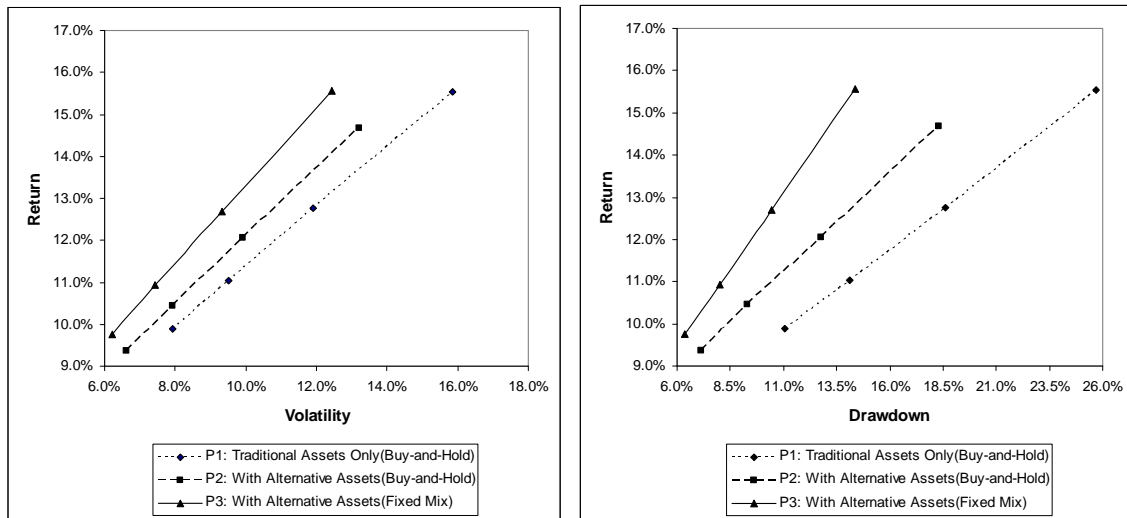 17.0%
16.0%
15.0%
14.0%
13.0%
12.0%
11.0%
10.0%
9.0%
Return
6.0% 8.0% 10.0% 12.0% 14.0% 16.0% 18.0%
Volatility
P1: Traditional Assets Only(Buy-and-Hold)
P2: With Alternative Assets(Buy-and-Hold)
P3: With Alternative Assets(Fixed Mix)
17.0%
16.0%
15.0%
14.0%
13.0%
12.0%
11.0%
10.0%
9.0%
Return
6.0% 8.5% 11.0% 13.5% 16.0% 18.5% 21.0% 23.5% 26.0%
Drawdown
P1: Traditional Assets Only(Buy-and-Hold)
P2: With Alternative Assets(Buy-and-Hold)
P3: With Alternative Assets(Fixed Mix)